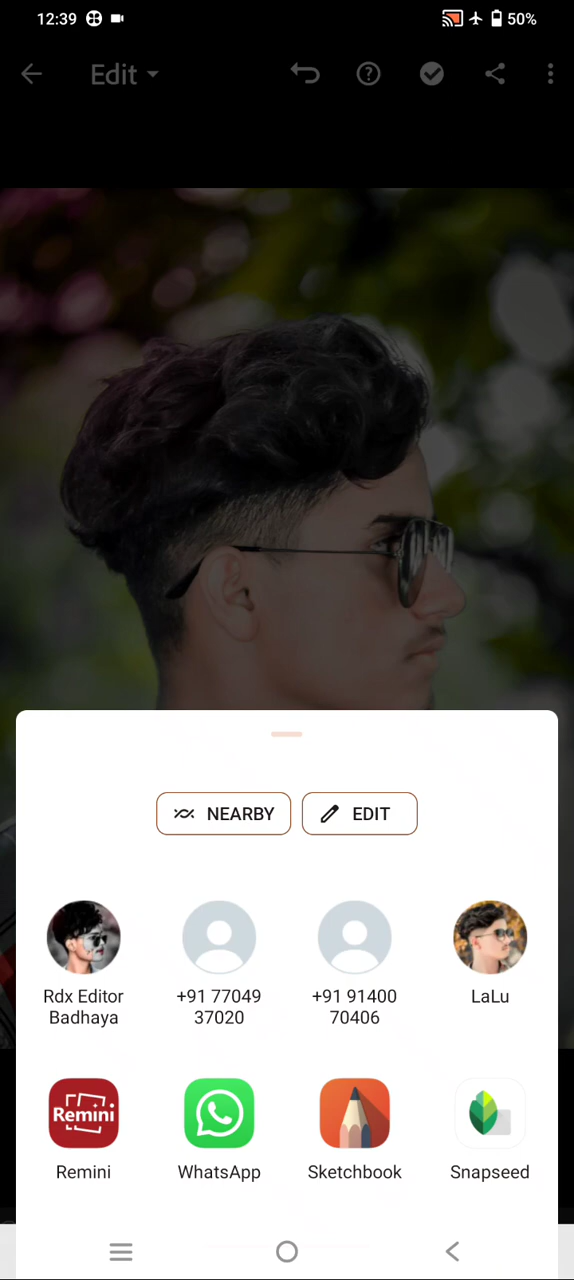 12:39
50%
Edit
NEARBY
EDIT
Rdx Editor
Badhaya
+91 77049
37020
+91 91400
70406
LaLu
Remini
Remini
WhatsApp
Sketchbook
Snapseed